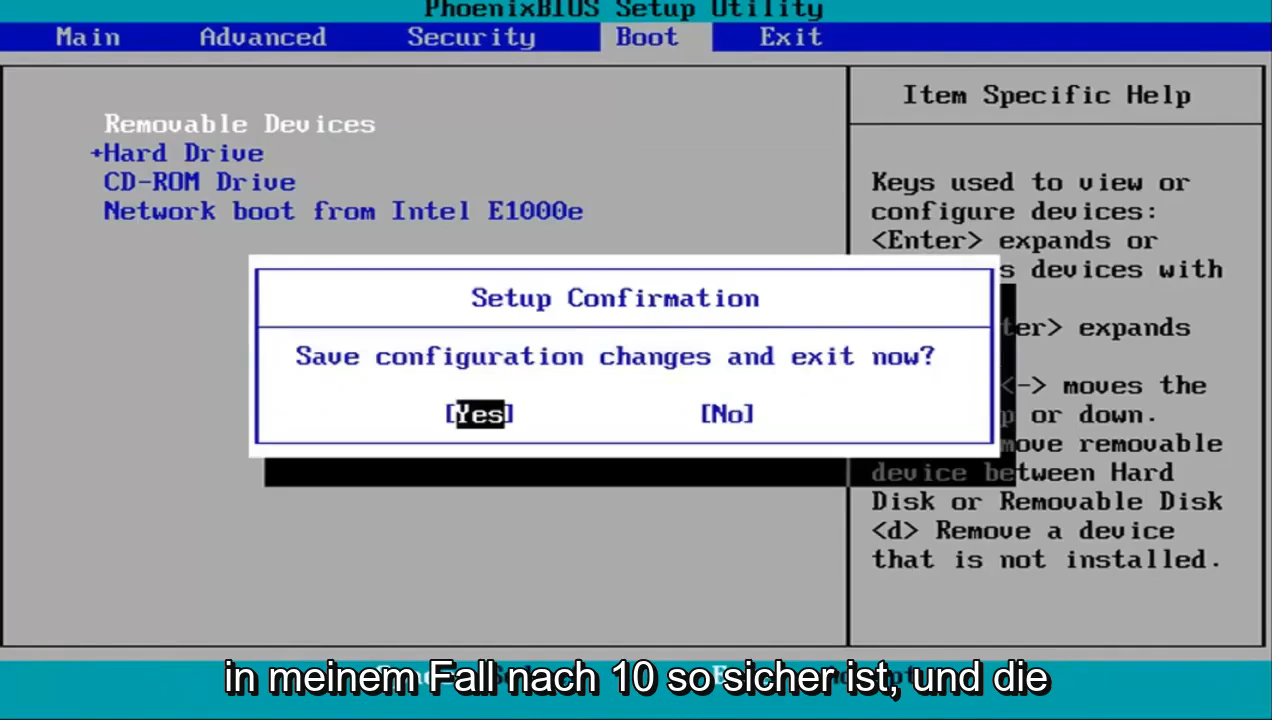 PhoenixBIOS Setup Utility
Main Advanced Security Boot Exit
Removable Devices
+Hard Drive
CD-ROM Drive
Network boot from Intel E1000e
Item Specific Help
Keys used to view or
configure devices:
<Enter> expands or
devices with
expands
<-> moves the
or down.
move removable
device between Hard
Disk or Removable Disk
<d> Remove a device
that is not installed.
Setup Confirmation
Save configuration changes and exit now?
[Yes] [No]
in meinem Fall nach 10 so sicher ist, und die